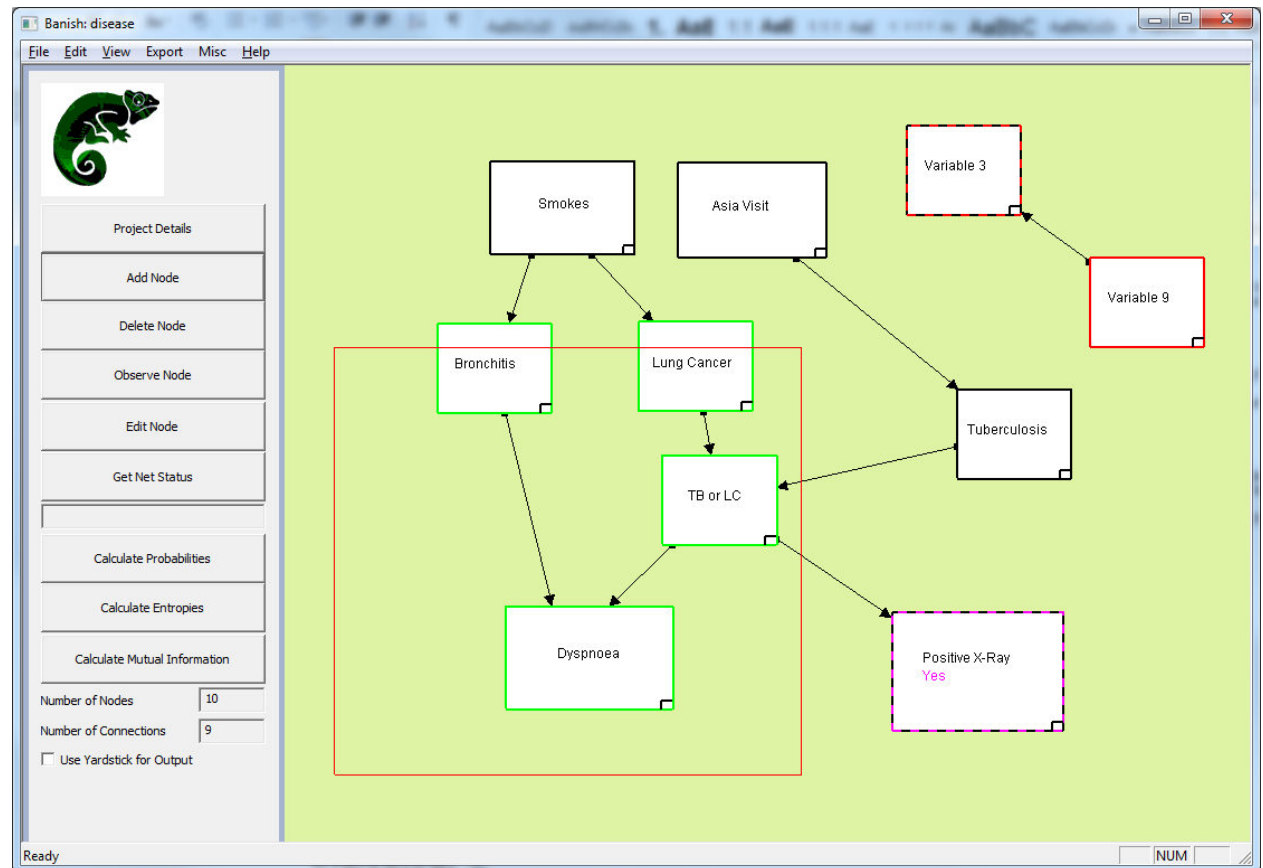 Banish: disease
File Edit View Export Misc Help
Project Details
Add Node
Delete Node
Observe Node
Edit Node
Get Net Status
Calculate Probabilities
Calculate Entropies
Calculate Mutual Information
Number of Nodes 10
Number of Connections 9
Use Yardstick for Output
Variable 3
Smokes
Asia Visit
Variable 9
Bronchitis
Lung Cancer
Tuberculosis
TB or LC
Dyspnoea
Positive X-Ray
Yes
Ready
NUM